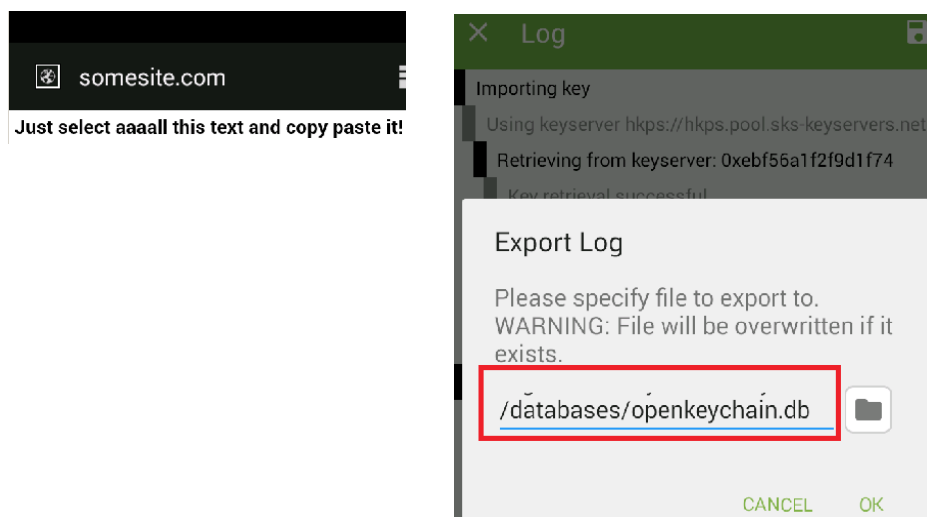 somesite.com
Just select aaaall this text and copy paste it!
Log
Importing key
Using keyserver hkps://hkps.pool.sks-keyservers.net
Retrieving from keyserver: 0xebf56a1f2f9d1f74
Key retrieval successful
Export Log
Please specify file to export to.
WARNING: File will be overwritten if it
exists.
/databases/openkeychain.db
CANCEL OK